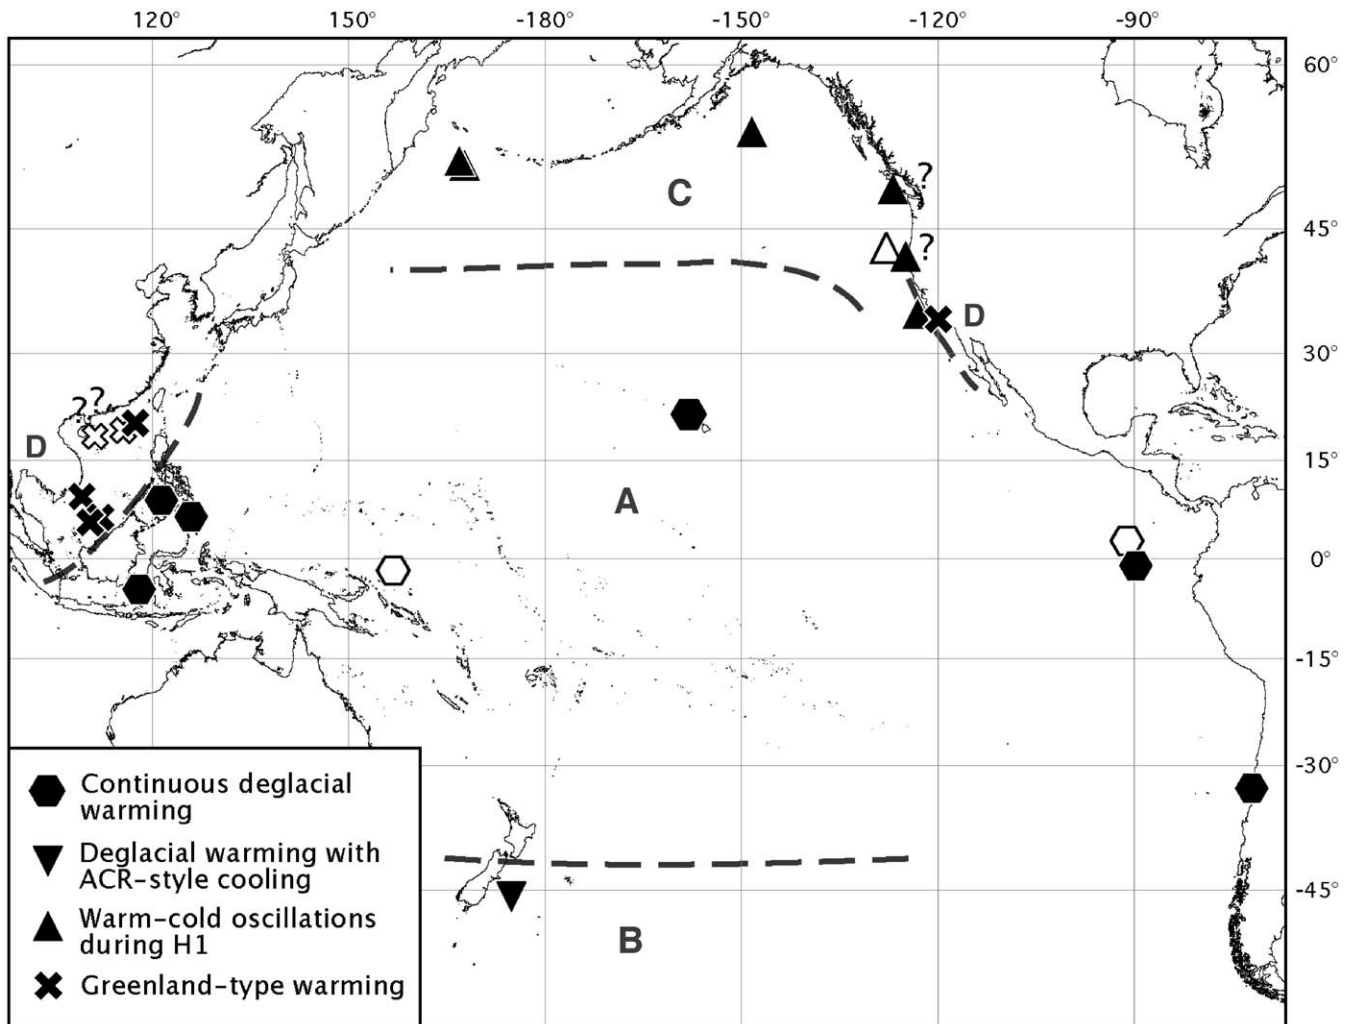 120° 150° -180° -150° -120° -90°
60°
C
?
45°
?
D
30°
? ?
D
15°
A
0°
-15°
-30°
-45°
B
Continuous deglacial
warming
Deglacial warming with
ACR-style cooling
Warm-cold oscillations
during H1
Greenland-type warming